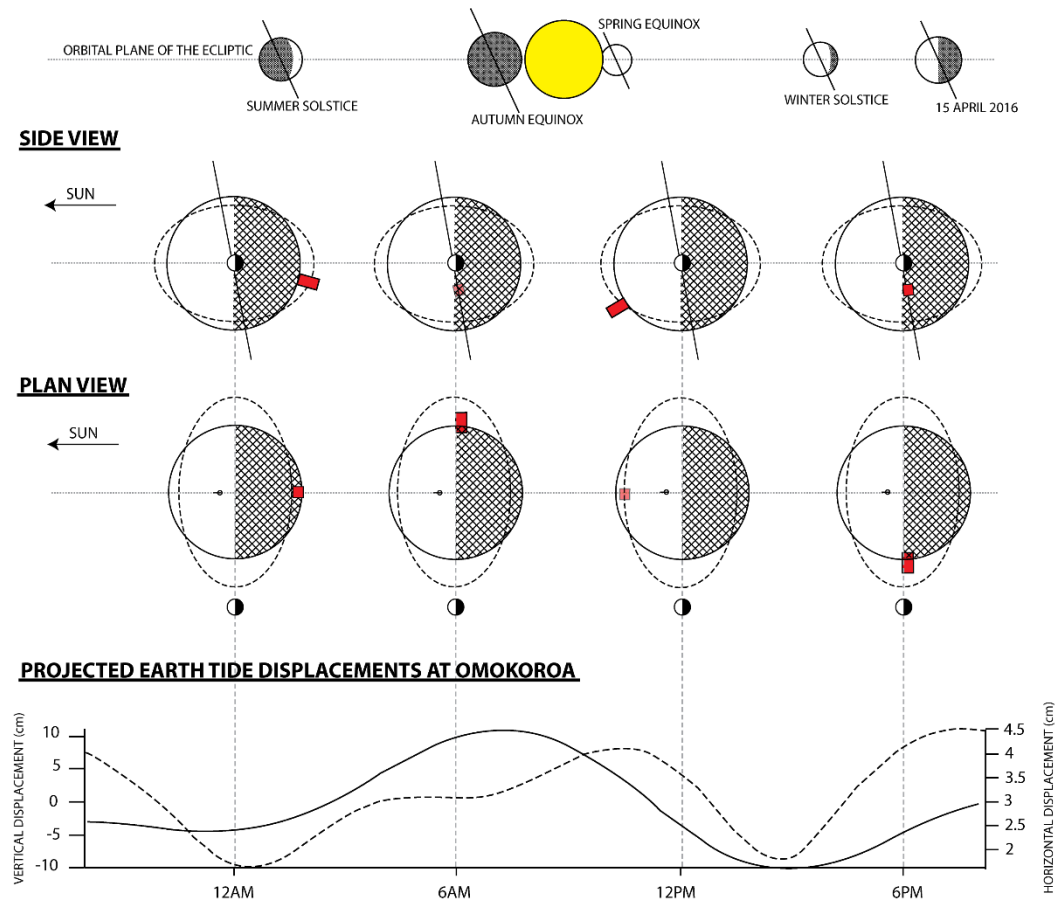 SPRING EQUINOX
ORBITAL PLANE OF THE ECLIPTIC
SUMMER SOLSTICE
AUTUMN EQUINOX
WINTER SOLSTICE
15 APRIL 2016
SIDE VIEW
SUN
PLAN VIEW
SUN
PROJECTED EARTH TIDE DISPLACEMENTS AT OMOKOROA
VERTICAL DISPLACEMENT (cm)
10
5
0
-5
-10
4.5
4
3.5
3
2.5
2
HORIZONTAL DISPLACEMENT (cm)
12AM
6AM
12PM
6PM